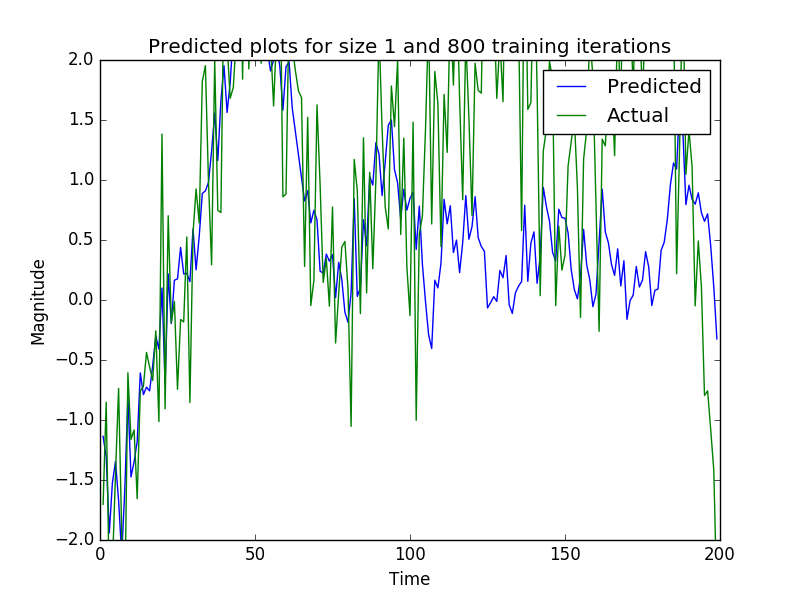 Predicted plots for size 1 and 800 training iterations
Predicted
Actual
2.0
1.5
1.0
0.5
0.0
−0.5
−1.0
−1.5
−2.0
Magnitude
0 50 100 150 200
Time